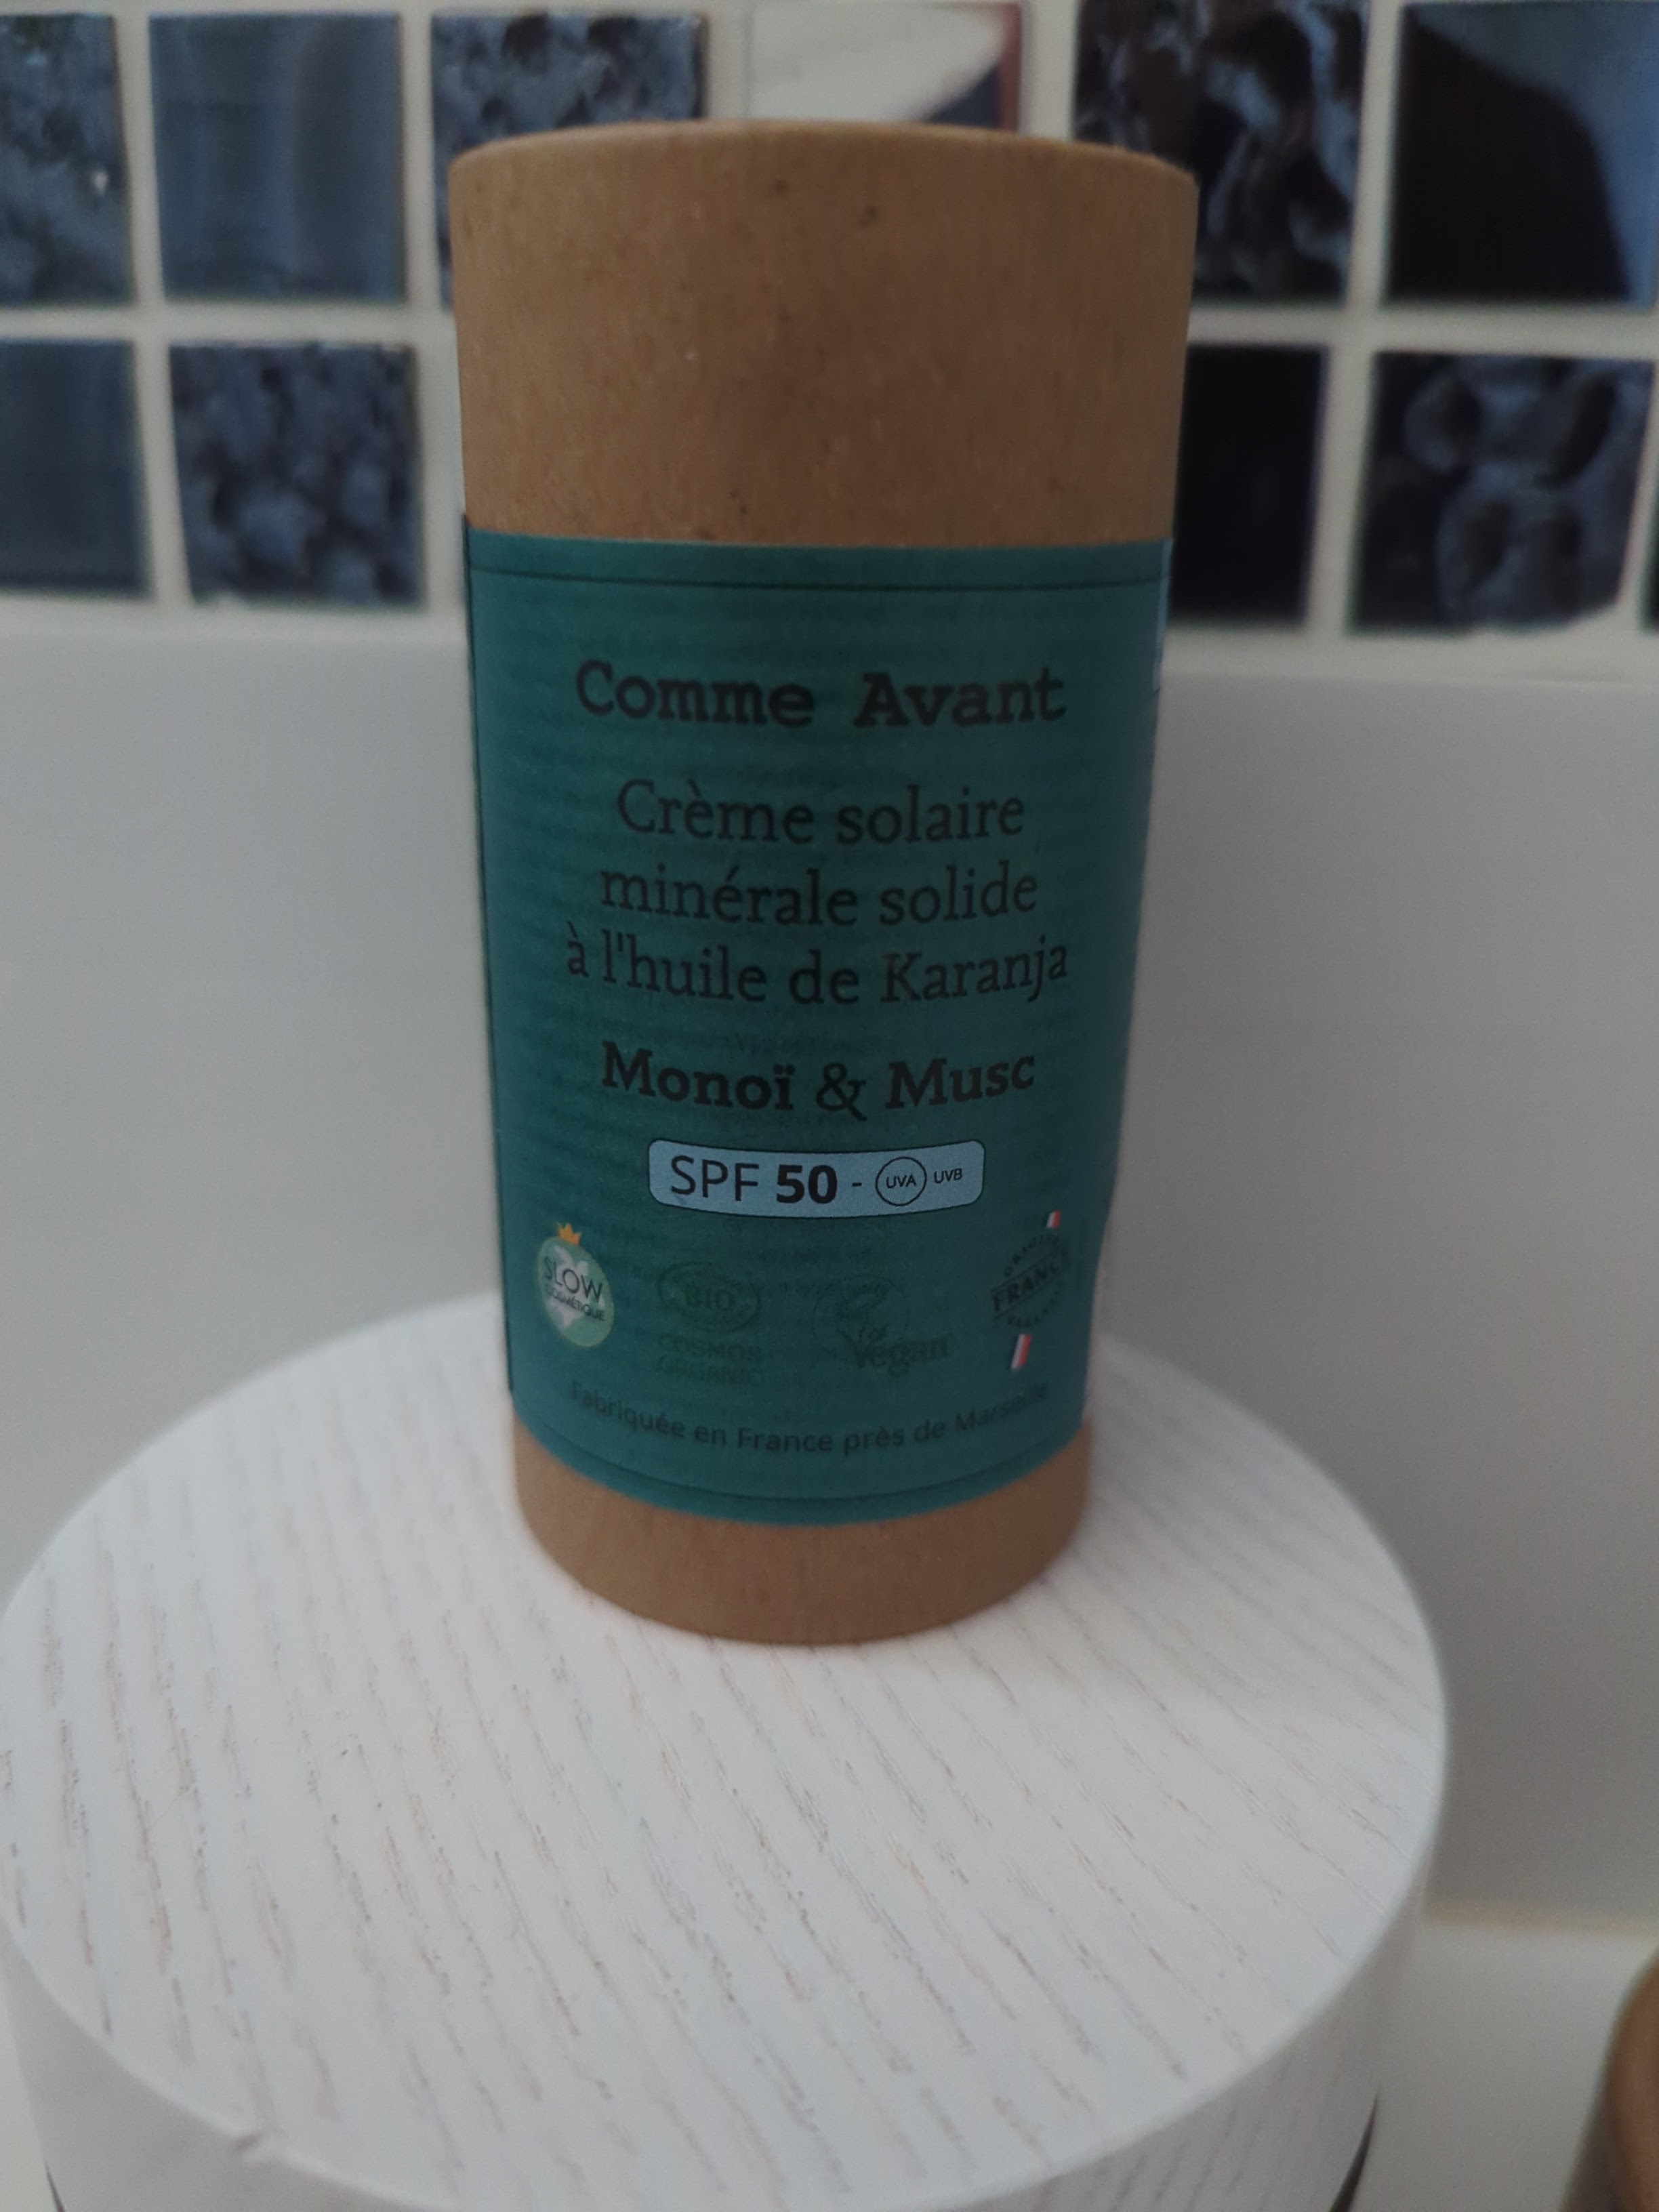 Comme Avant
Crème solaire
minérale solide
à l'huile de Karanja
Monoï & Musc
SPF 50 - UVA UVB
SLOW
COSMÉTIQUE
BIO
COSMOS
ORGANIC
vegan
FRANCE
Fabriquée en France près de Marseille